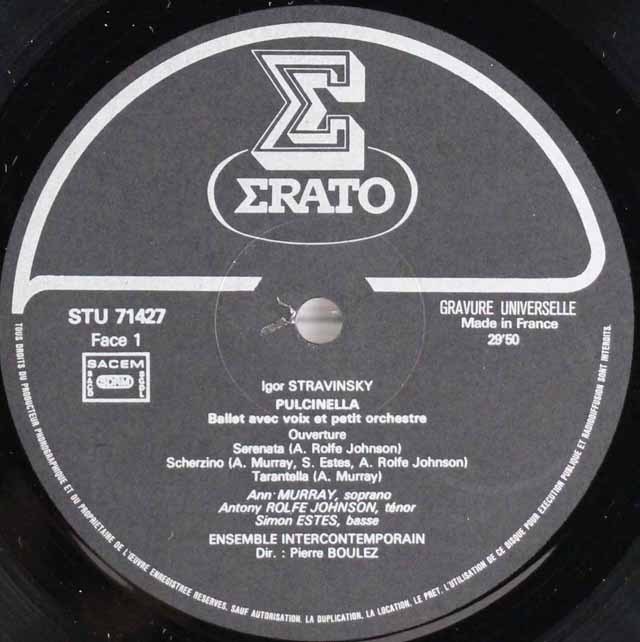 Σ
ΣRATO
STU 71427
Face 1
SACEM
SACD SDRM SGDL
GRAVURE UNIVERSELLE
Made in France
29'50
Igor STRAVINSKY
PULCINELLA
Ballet avec voix et petit orchestre
Ouverture
Serenata (A. Rolfe Johnson)
Scherzino (A. Murray, S. Estes, A. Rolfe Johnson)
Tarantella (A. Murray)
Ann MURRAY, soprano
Antony ROLFE JOHNSON, ténor
Simon ESTES, basse
ENSEMBLE INTERCONTEMPORAIN
Dir. : Pierre BOULEZ
TOUS DROITS DU PRODUCTEUR PHONOGRAPHIQUE ET DU PROPRIETAIRE DE L'ŒUVRE ENREGISTREE RESERVES. SAUF AUTORISATION. LA DUPLICATION. LA LOCATION. LE PRET. L'UTILISATION DE CE DISQUE POUR EXECUTION PUBLIQUE ET RADIODIFFUSION SONT INTERDITS.